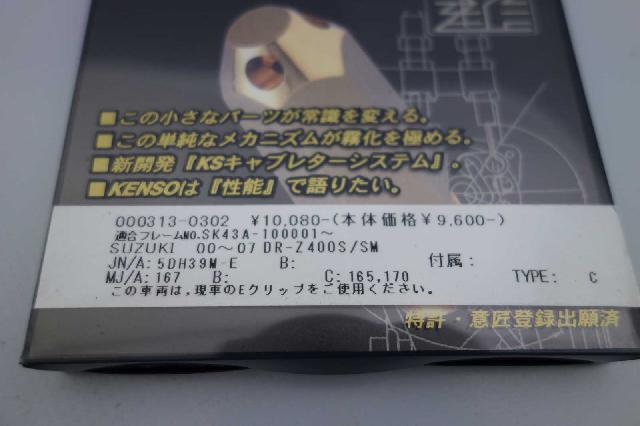 ■この小さなパーツが常識を変える。
■この単純なメカニズムが霧化を極める。
■新開発『KSキャブレターシステム』。
■KENSOは『性能』で語りたい。
000313-0302 ¥10,080-(本体価格¥9,600-)
適合フレームNO.SK43A-100001～
SUZUKI 00～07 DR-Z400S/SM
JN/A: 5DH39M-E B: 付属:
MJ/A: 167 B: C: 165,170 TYPE: C
この車両は,現車のEクリップをご使用ください。
特許・意匠登録出願済